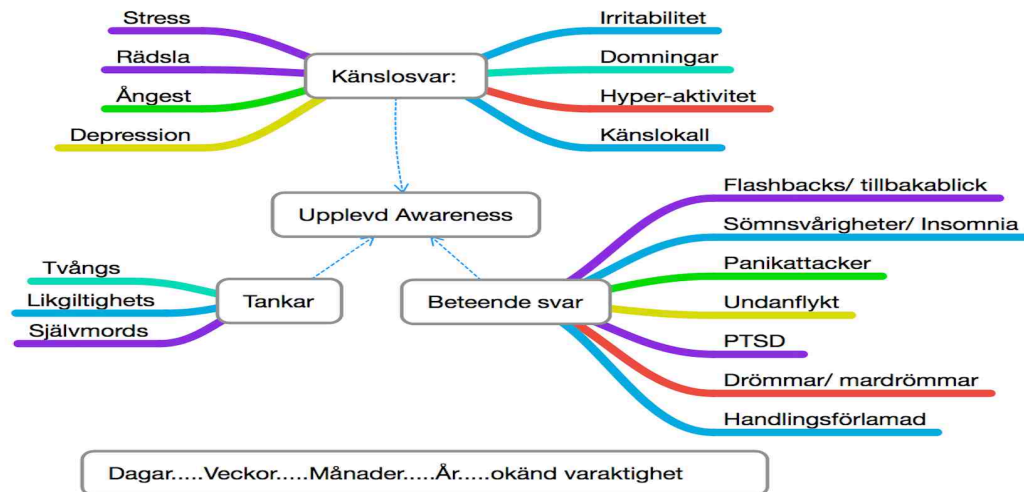 Stress
Rädsla
Ångest
Depression
Känslosvar:
Irritabilitet
Domningar
Hyper-aktivitet
Känslokall
Upplevd Awareness
Tvångs
Likgiltighets
Självmords
Tankar
Beteende svar
Flashbacks/ tillbakablick
Sömnsvårigheter/ Insomnia
Panikattacker
Undanflykt
PTSD
Drömmar/ mardrömmar
Handlingsförlamad
Dagar.....Veckor.....Månader.....År.....okänd varaktighet